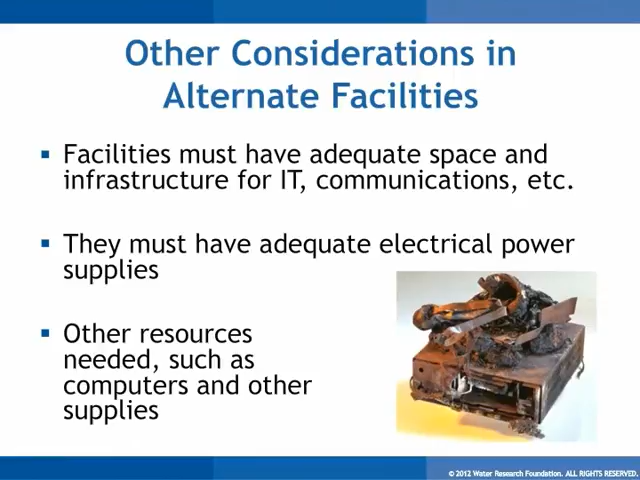 Other Considerations in
Alternate Facilities
▪ Facilities must have adequate space and
infrastructure for IT, communications, etc.
▪ They must have adequate electrical power
supplies
▪ Other resources
needed, such as
computers and other
supplies
© 2012 Water Research Foundation. ALL RIGHTS RESERVED.